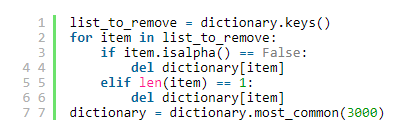 1 list_to_remove = dictionary.keys()
2 for item in list_to_remove:
3     if item.isalpha() == False:
4 4         del dictionary[item]
5 5     elif len(item) == 1:
6 6         del dictionary[item]
7 7 dictionary = dictionary.most_common(3000)